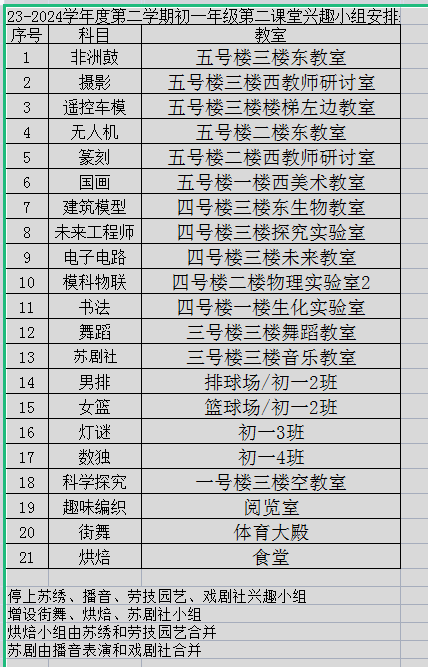 23-2024学年度第二学期初一年级第二课堂兴趣小组安排
序号 科目 教室
1 非洲鼓 五号楼三楼东教室
2 摄影 五号楼三楼西教师研讨室
3 遥控车模 五号楼三楼楼梯左边教室
4 无人机 五号楼二楼东教室
5 篆刻 五号楼二楼西教师研讨室
6 国画 五号楼一楼西美术教室
7 建筑模型 四号楼三楼东生物教室
8 未来工程师 四号楼三楼探究实验室
9 电子电路 四号楼三楼未来教室
10 模科物联 四号楼二楼物理实验室2
11 书法 四号楼一楼生化实验室
12 舞蹈 三号楼三楼舞蹈教室
13 苏剧社 三号楼三楼音乐教室
14 男排 排球场/初一2班
15 女篮 篮球场/初一2班
16 灯谜 初一3班
17 数独 初一4班
18 科学探究 一号楼三楼空教室
19 趣味编织 阅览室
20 街舞 体育大殿
21 烘焙 食堂
停上苏绣、播音、劳技园艺、戏剧社兴趣小组
增设街舞、烘焙、苏剧社小组
烘焙小组由苏绣和劳技园艺合并
苏剧由播音表演和戏剧社合并